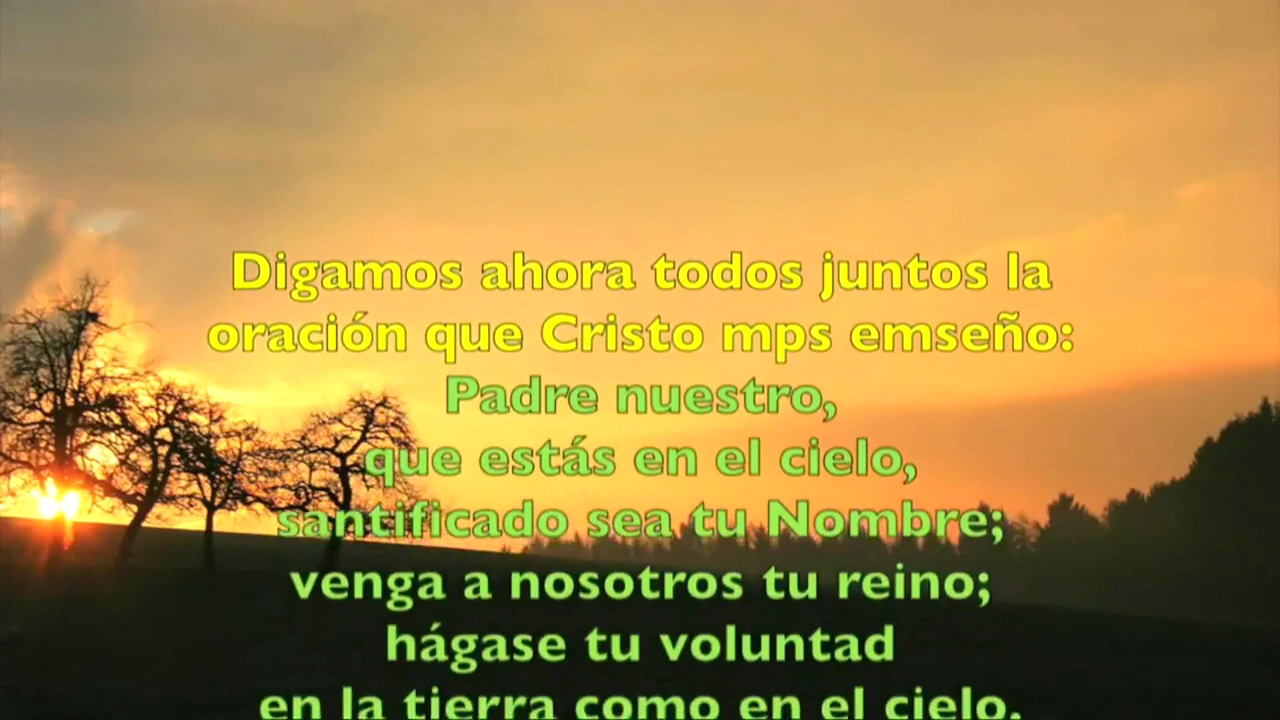 Digamos ahora todos juntos la
oración que Cristo mps emseño:
Padre nuestro,
que estás en el cielo,
santificado sea tu Nombre;
venga a nosotros tu reino;
hágase tu voluntad
en la tierra como en el cielo.